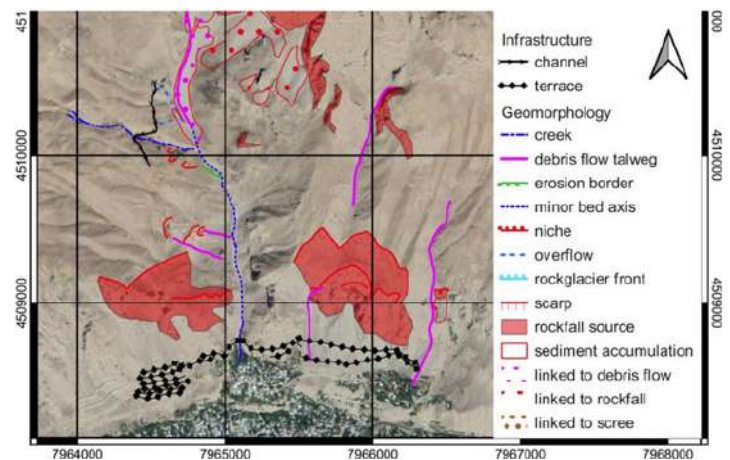 451
000
Infrastructure
channel
terrace
Geomorphology
creek
4510000
4510000
debris flow talweg
erosion border
minor bed axis
niche
overflow
rockglacier front
4509000
4509000
scarp
rockfall source
sediment accumulation
linked to debris flow
linked to rockfall
linked to scree
7964000 7965000 7966000 7967000 7968000